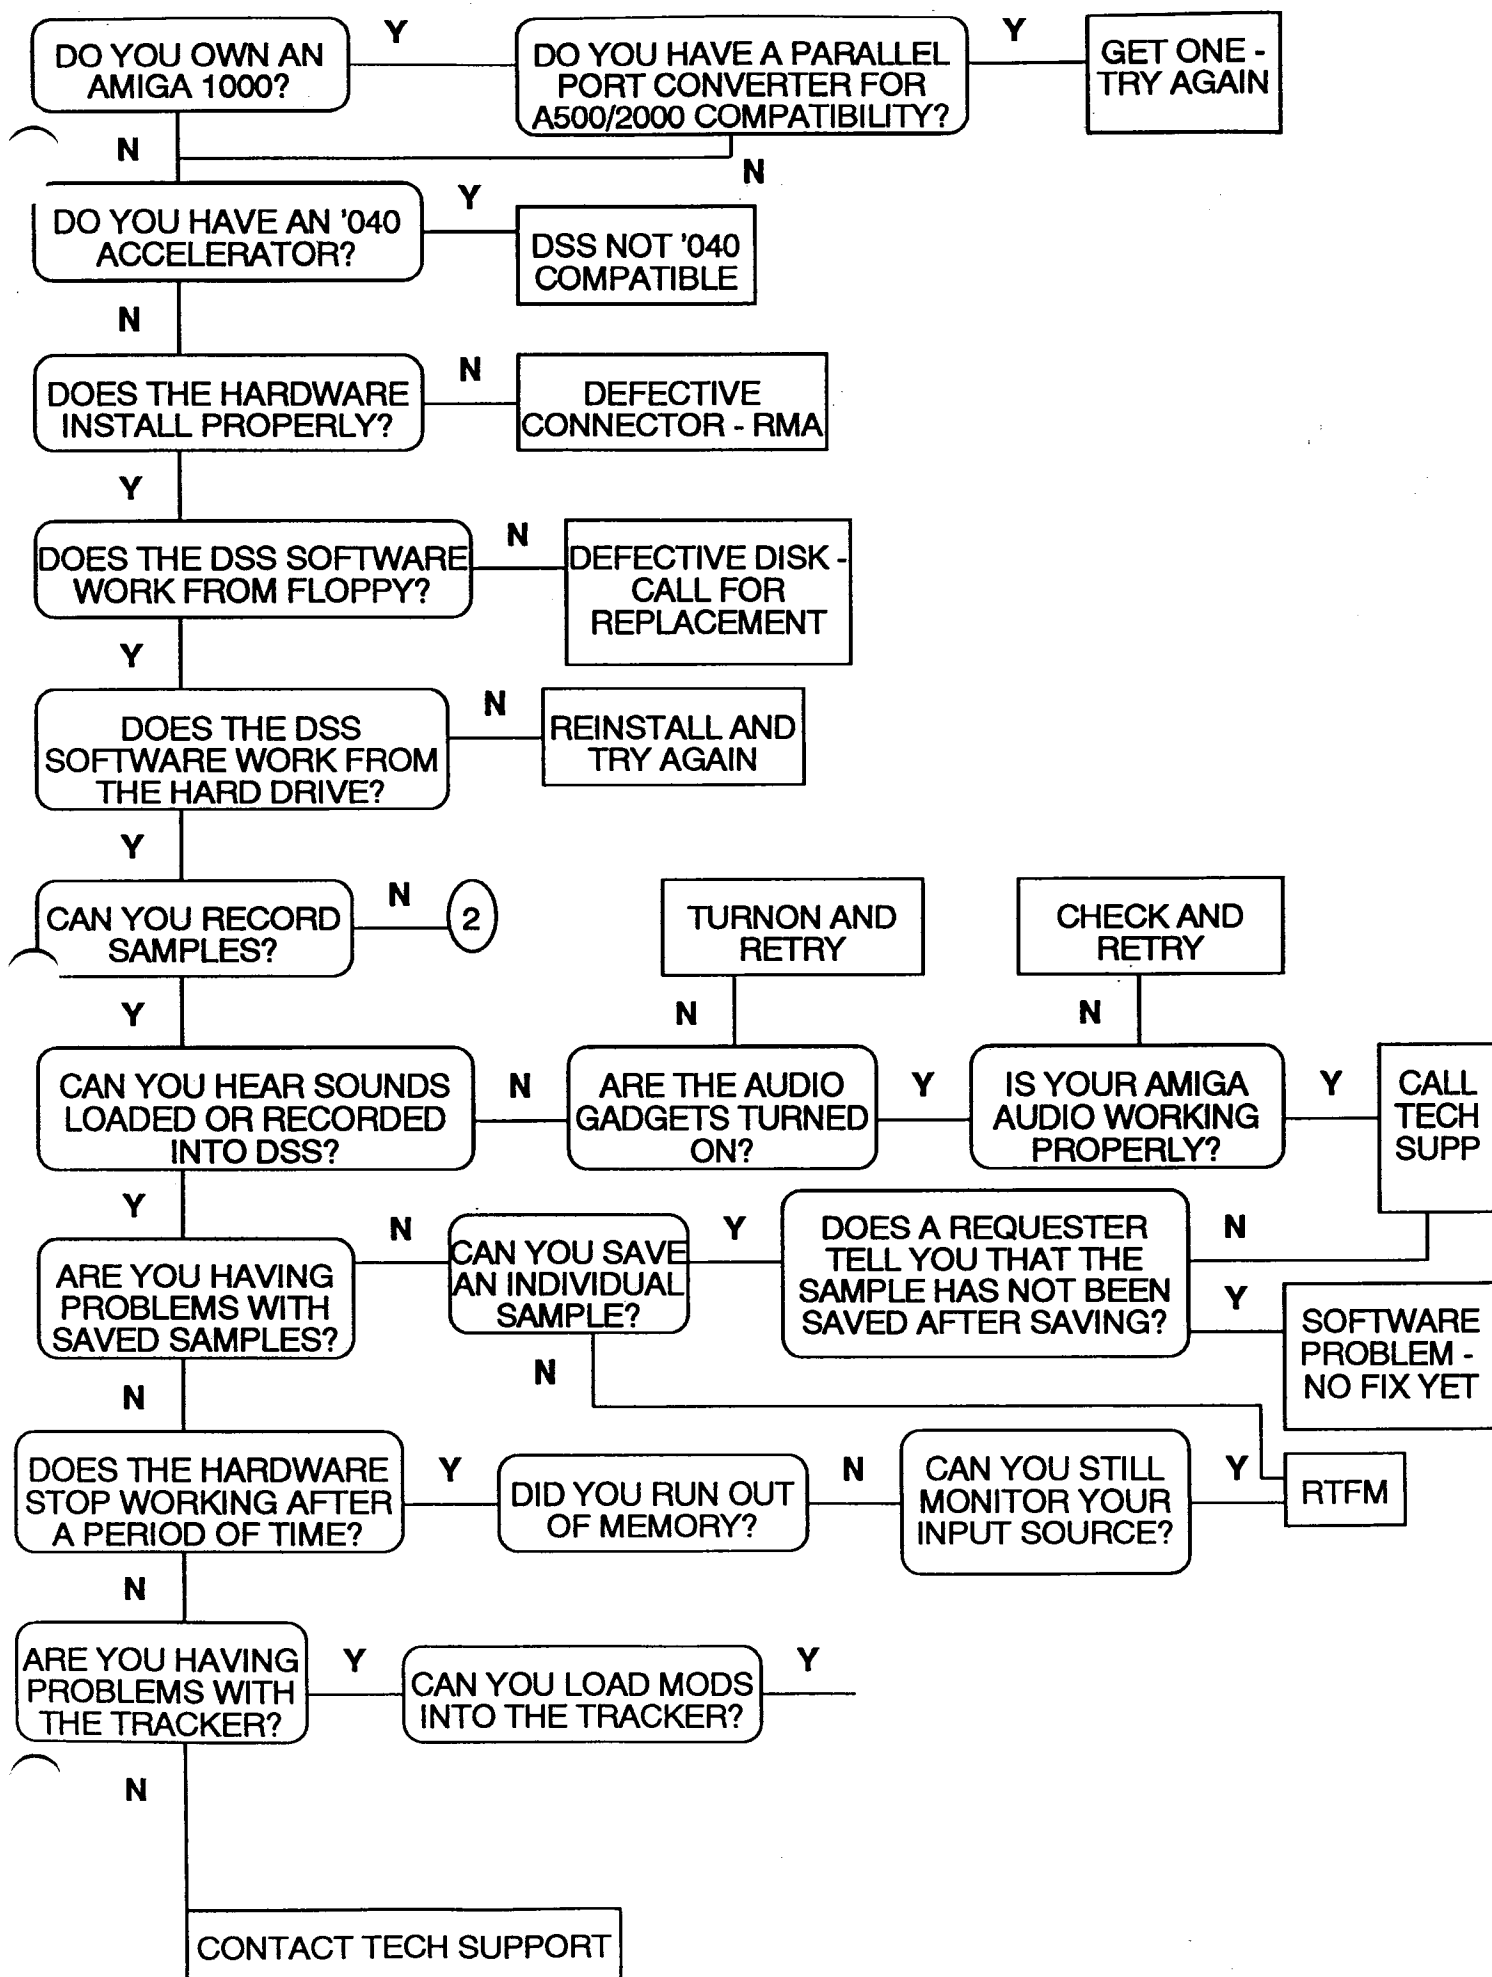 DO YOU OWN AN
AMIGA 1000?
Y
DO YOU HAVE A PARALLEL
PORT CONVERTER FOR
A500/2000 COMPATIBILITY?
Y
GET ONE -
TRY AGAIN
N
N
DO YOU HAVE AN '040
ACCELERATOR?
Y
DSS NOT '040
COMPATIBLE
N
DOES THE HARDWARE
INSTALL PROPERLY?
N
DEFECTIVE
CONNECTOR - RMA
Y
DOES THE DSS SOFTWARE
WORK FROM FLOPPY?
N
DEFECTIVE DISK -
CALL FOR
REPLACEMENT
Y
DOES THE DSS
SOFTWARE WORK FROM
THE HARD DRIVE?
N
REINSTALL AND
TRY AGAIN
Y
CAN YOU RECORD
SAMPLES?
N
2
TURNON AND
RETRY
CHECK AND
RETRY
Y
N
N
CAN YOU HEAR SOUNDS
LOADED OR RECORDED
INTO DSS?
N
ARE THE AUDIO
GADGETS TURNED
ON?
Y
IS YOUR AMIGA
AUDIO WORKING
PROPERLY?
Y
CALL
TECH
SUPP
Y
ARE YOU HAVING
PROBLEMS WITH
SAVED SAMPLES?
N
CAN YOU SAVE
AN INDIVIDUAL
SAMPLE?
Y
DOES A REQUESTER
TELL YOU THAT THE
SAMPLE HAS NOT BEEN
SAVED AFTER SAVING?
N
Y
SOFTWARE
PROBLEM -
NO FIX YET
N
N
DOES THE HARDWARE
STOP WORKING AFTER
A PERIOD OF TIME?
Y
DID YOU RUN OUT
OF MEMORY?
N
CAN YOU STILL
MONITOR YOUR
INPUT SOURCE?
Y
RTFM
N
ARE YOU HAVING
PROBLEMS WITH
THE TRACKER?
Y
CAN YOU LOAD MODS
INTO THE TRACKER?
Y
N
CONTACT TECH SUPPORT